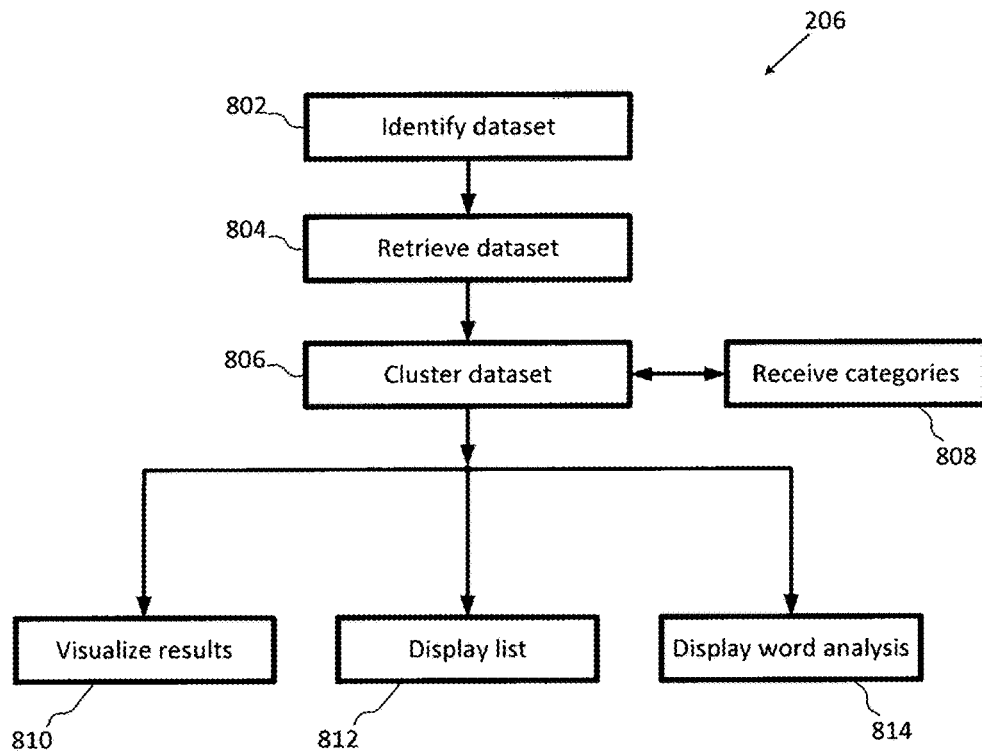 206
802
Identify dataset
804
Retrieve dataset
806
Cluster dataset
Receive categories
808
Visualize results
Display list
Display word analysis
810
812
814